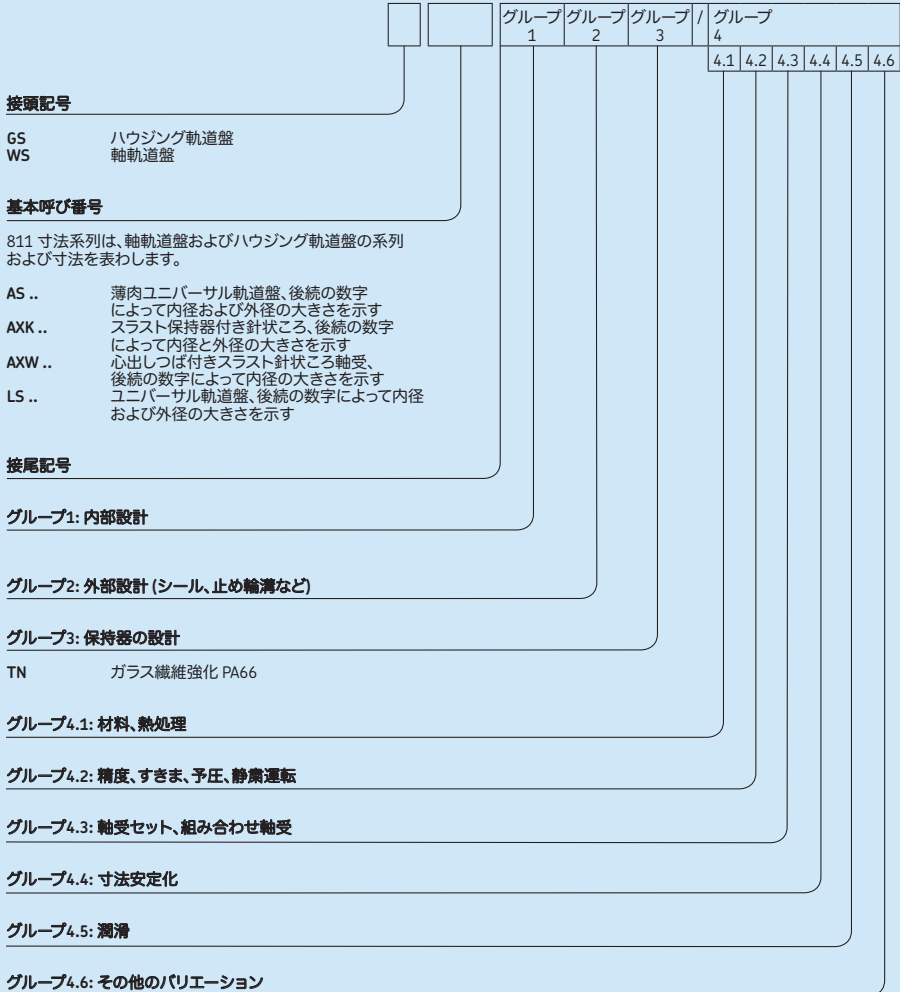 グループ 1 グループ 2 グループ 3 / グループ 4
4.1 4.2 4.3 4.4 4.5 4.6
接頭記号
GS ハウジング軌道盤
WS 軸軌道盤
基本呼び番号
811 寸法系列は、軸軌道盤およびハウジング軌道盤の系列
および寸法を表わします。
AS .. 薄肉ユニバーサル軌道盤、後続の数字
によって内径および外径の大きさを示す
AXK .. スラスト保持器付き針状ころ、後続の数字
によって内径と外径の大きさを示す
AXW .. 心出しつば付きスラスト針状ころ軸受、
後続の数字によって内径の大きさを示す
LS .. ユニバーサル軌道盤、後続の数字によって内径
および外径の大きさを示す
接尾記号
グループ1: 内部設計
グループ2: 外部設計 (シール、止め輪溝など)
グループ3: 保持器の設計
TN ガラス繊維強化 PA66
グループ4.1: 材料、熱処理
グループ4.2: 精度、すきま、予圧、静粛運転
グループ4.3: 軸受セット、組み合わせ軸受
グループ4.4: 寸法安定化
グループ4.5: 潤滑
グループ4.6: その他のバリエーション